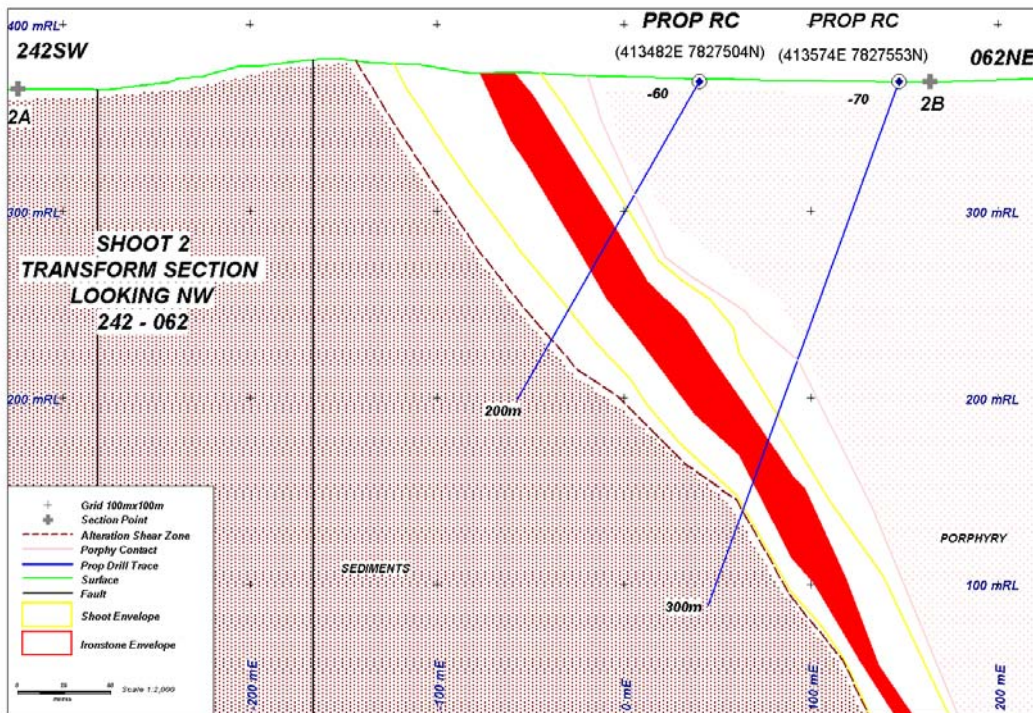 400 mRL
PROP RC
PROP RC
242SW
(413482E 7827504N)
(413574E 7827553N)
062NE
-60
-70
2A
2B
300 mRL
300 mRL
SHOOT 2
TRANSFORM SECTION
LOOKING NW
242 - 062
200 mRL
200m
200 mRL
Grid 100mx100m
Section Point
Alteration Shear Zone
Porphy Contact
Prop Drill Trace
Surface
Fault
Shoot Envelope
Ironstone Envelope
Scale 1:2,000
SEDIMENTS
PORPHYRY
300m
100 mRL
-200 mE
-100 mE
0 mE
100 mE
200 mE